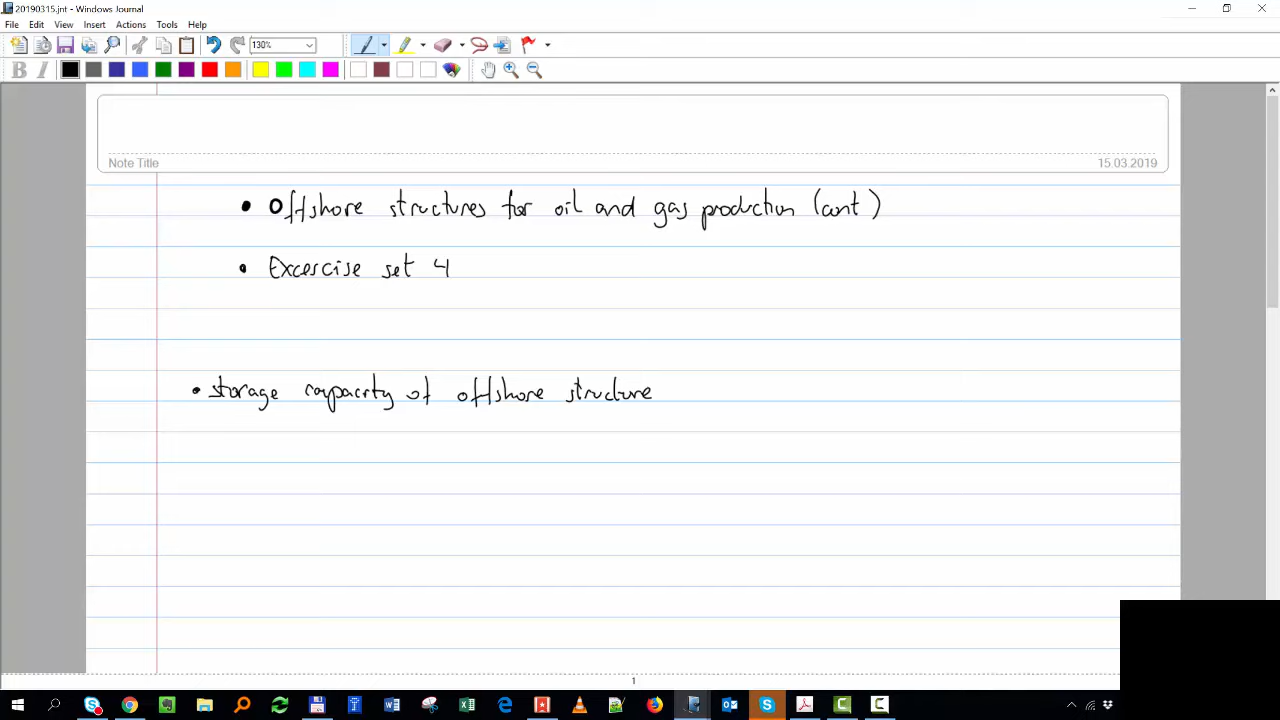 20190315.jnt - Windows Journal
File Edit View Insert Actions Tools Help
130%
B I
Note Title
15.03.2019
• Offshore structures for oil and gas production (cont)
• Excercise set 4
• storage capacity of offshore structure
1